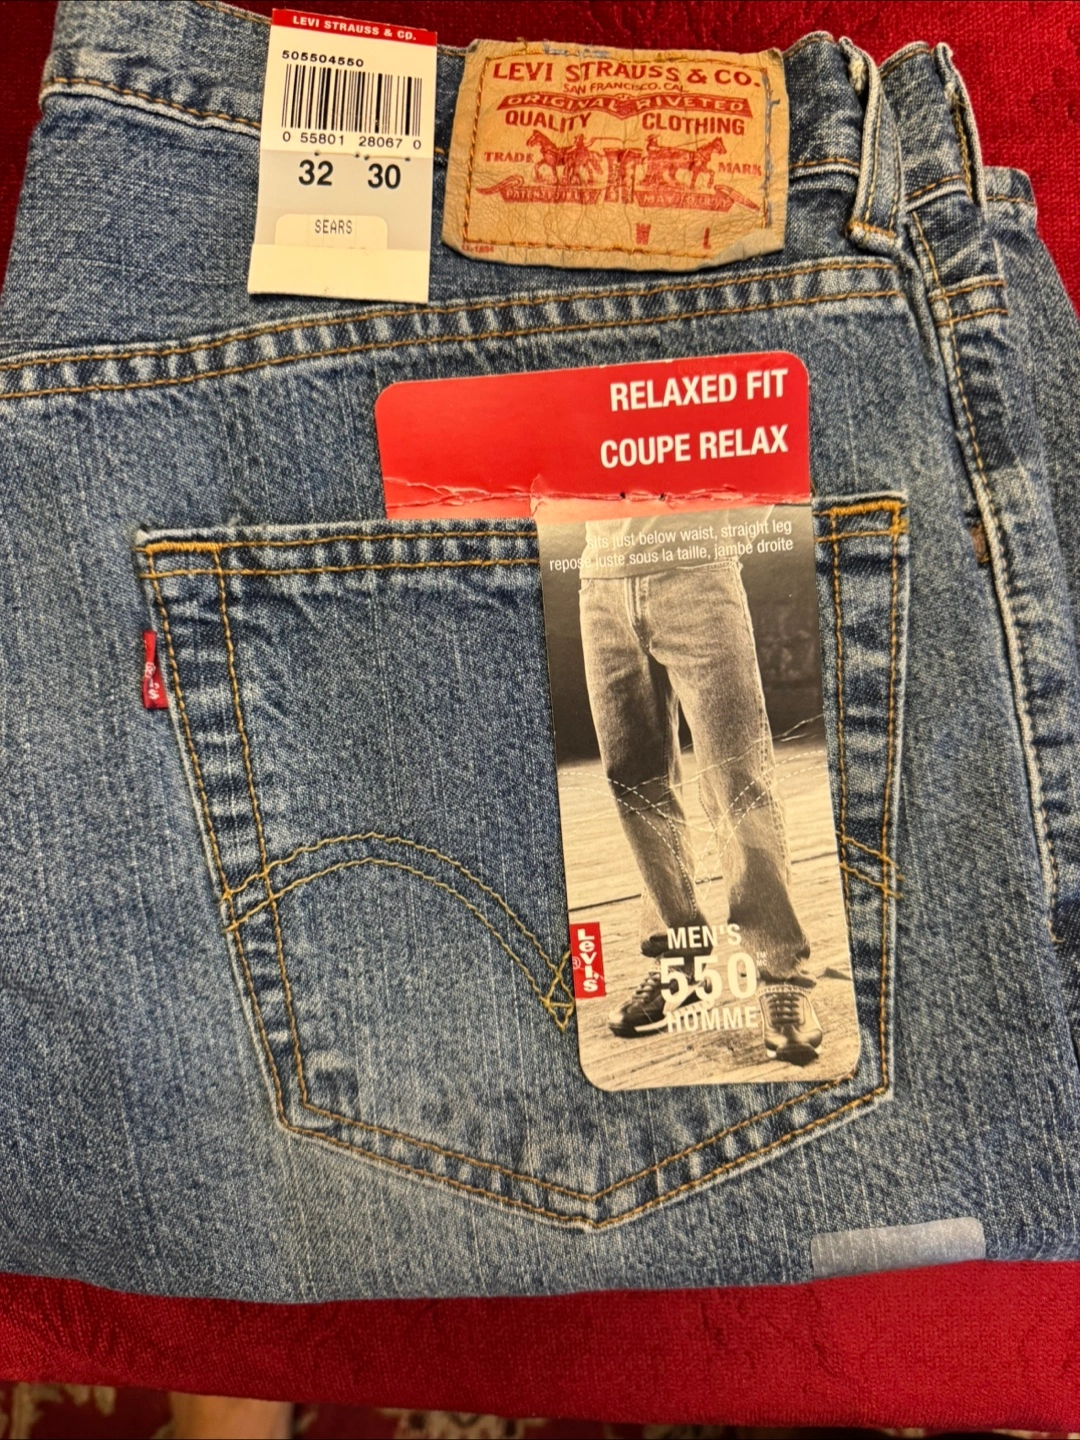 LEVI STRAUSS & CO.
505504550
0 55801 28067 0
32 30
SEARS
LEVI STRAUSS & CO.
SAN FRANCISCO, CAL.
ORIGINAL RIVETED
QUALITY CLOTHING
TRADE MARK
W L
RELAXED FIT
COUPE RELAX
sits just below waist, straight leg
repose juste sous la taille, jambe droite
Levi's
MEN'S
550™
HOMME